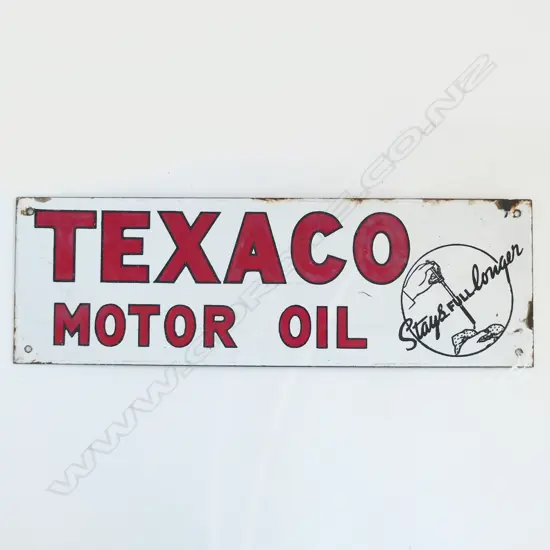 TEXACO
MOTOR OIL
Stays FULL longer